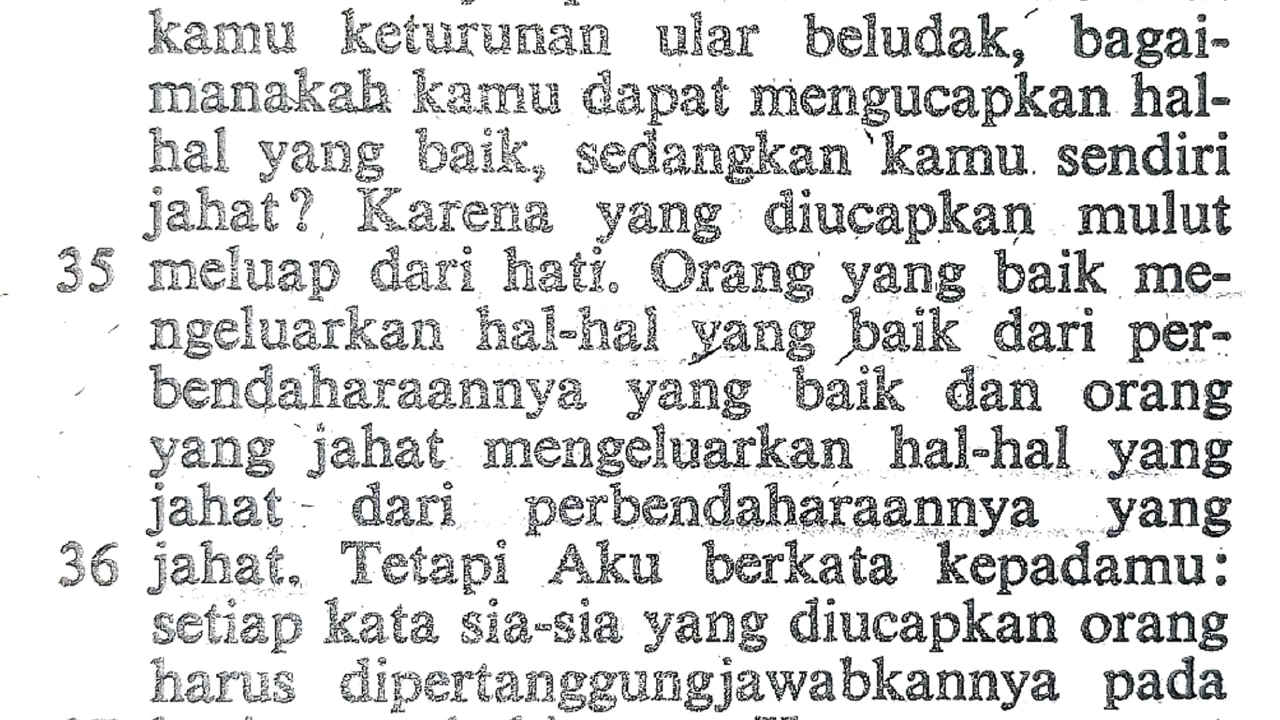 kamu keturunan ular beludak, bagai-
manakah kamu dapat mengucapkan hal-
hal yang baik, sedangkan kamu sendiri
jahat? Karena yang diucapkan mulut
35 meluap dari hati. Orang yang baik me-
ngeluarkan hal-hal yang baik dari per-
bendaharaannya yang baik dan orang
yang jahat mengeluarkan hal-hal yang
jahat dari perbendaharaannya yang
36 jahat. Tetapi Aku berkata kepadamu:
setiap kata sia-sia yang diucapkan orang
harus dipertanggungjawabkannya pada